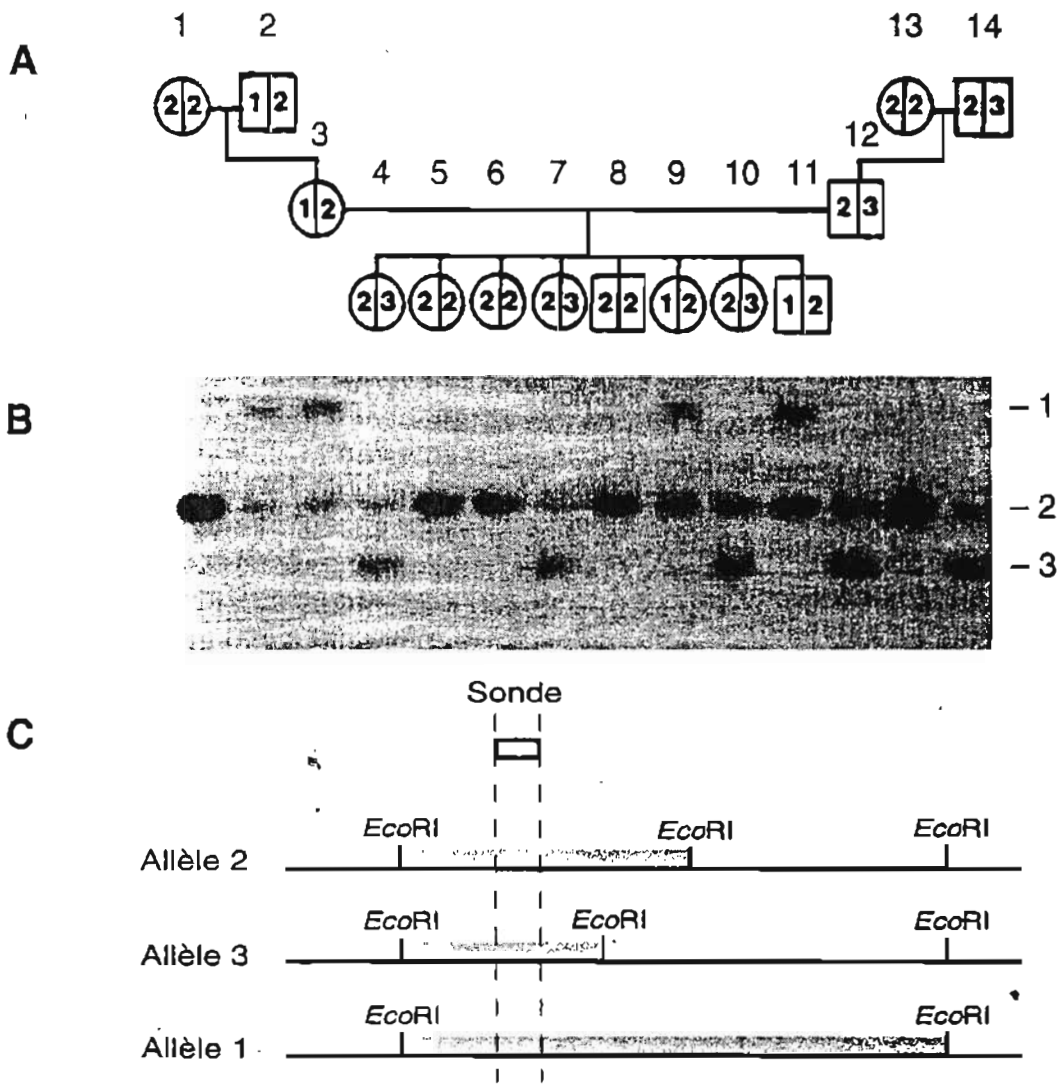 A
1 2 13 14
2 2 1 2 2 2 2 3
3 4 5 6 7 8 9 10 11 12
1 2 2 3
2 3 2 2 2 2 2 3 2 2 1 2 2 3 1 2
B
– 1
– 2
– 3
C
Sonde
EcoRI EcoRI EcoRI
Allèle 2
EcoRI EcoRI EcoRI
Allèle 3
EcoRI EcoRI
Allèle 1